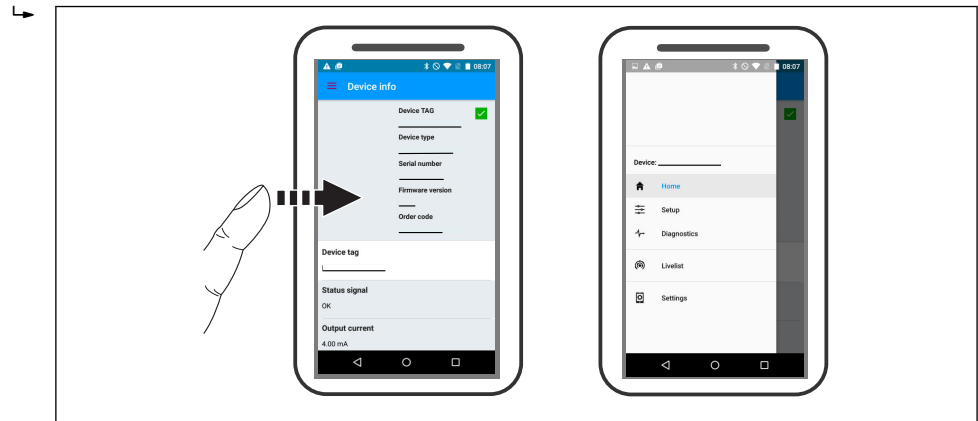 08:07
Device info
Device TAG
Device type
Serial number
Firmware version
Order code
Device tag
Status signal
OK
Output current
4.00 mA
08:07
Device:
Home
Setup
Diagnostics
Livelist
Settings